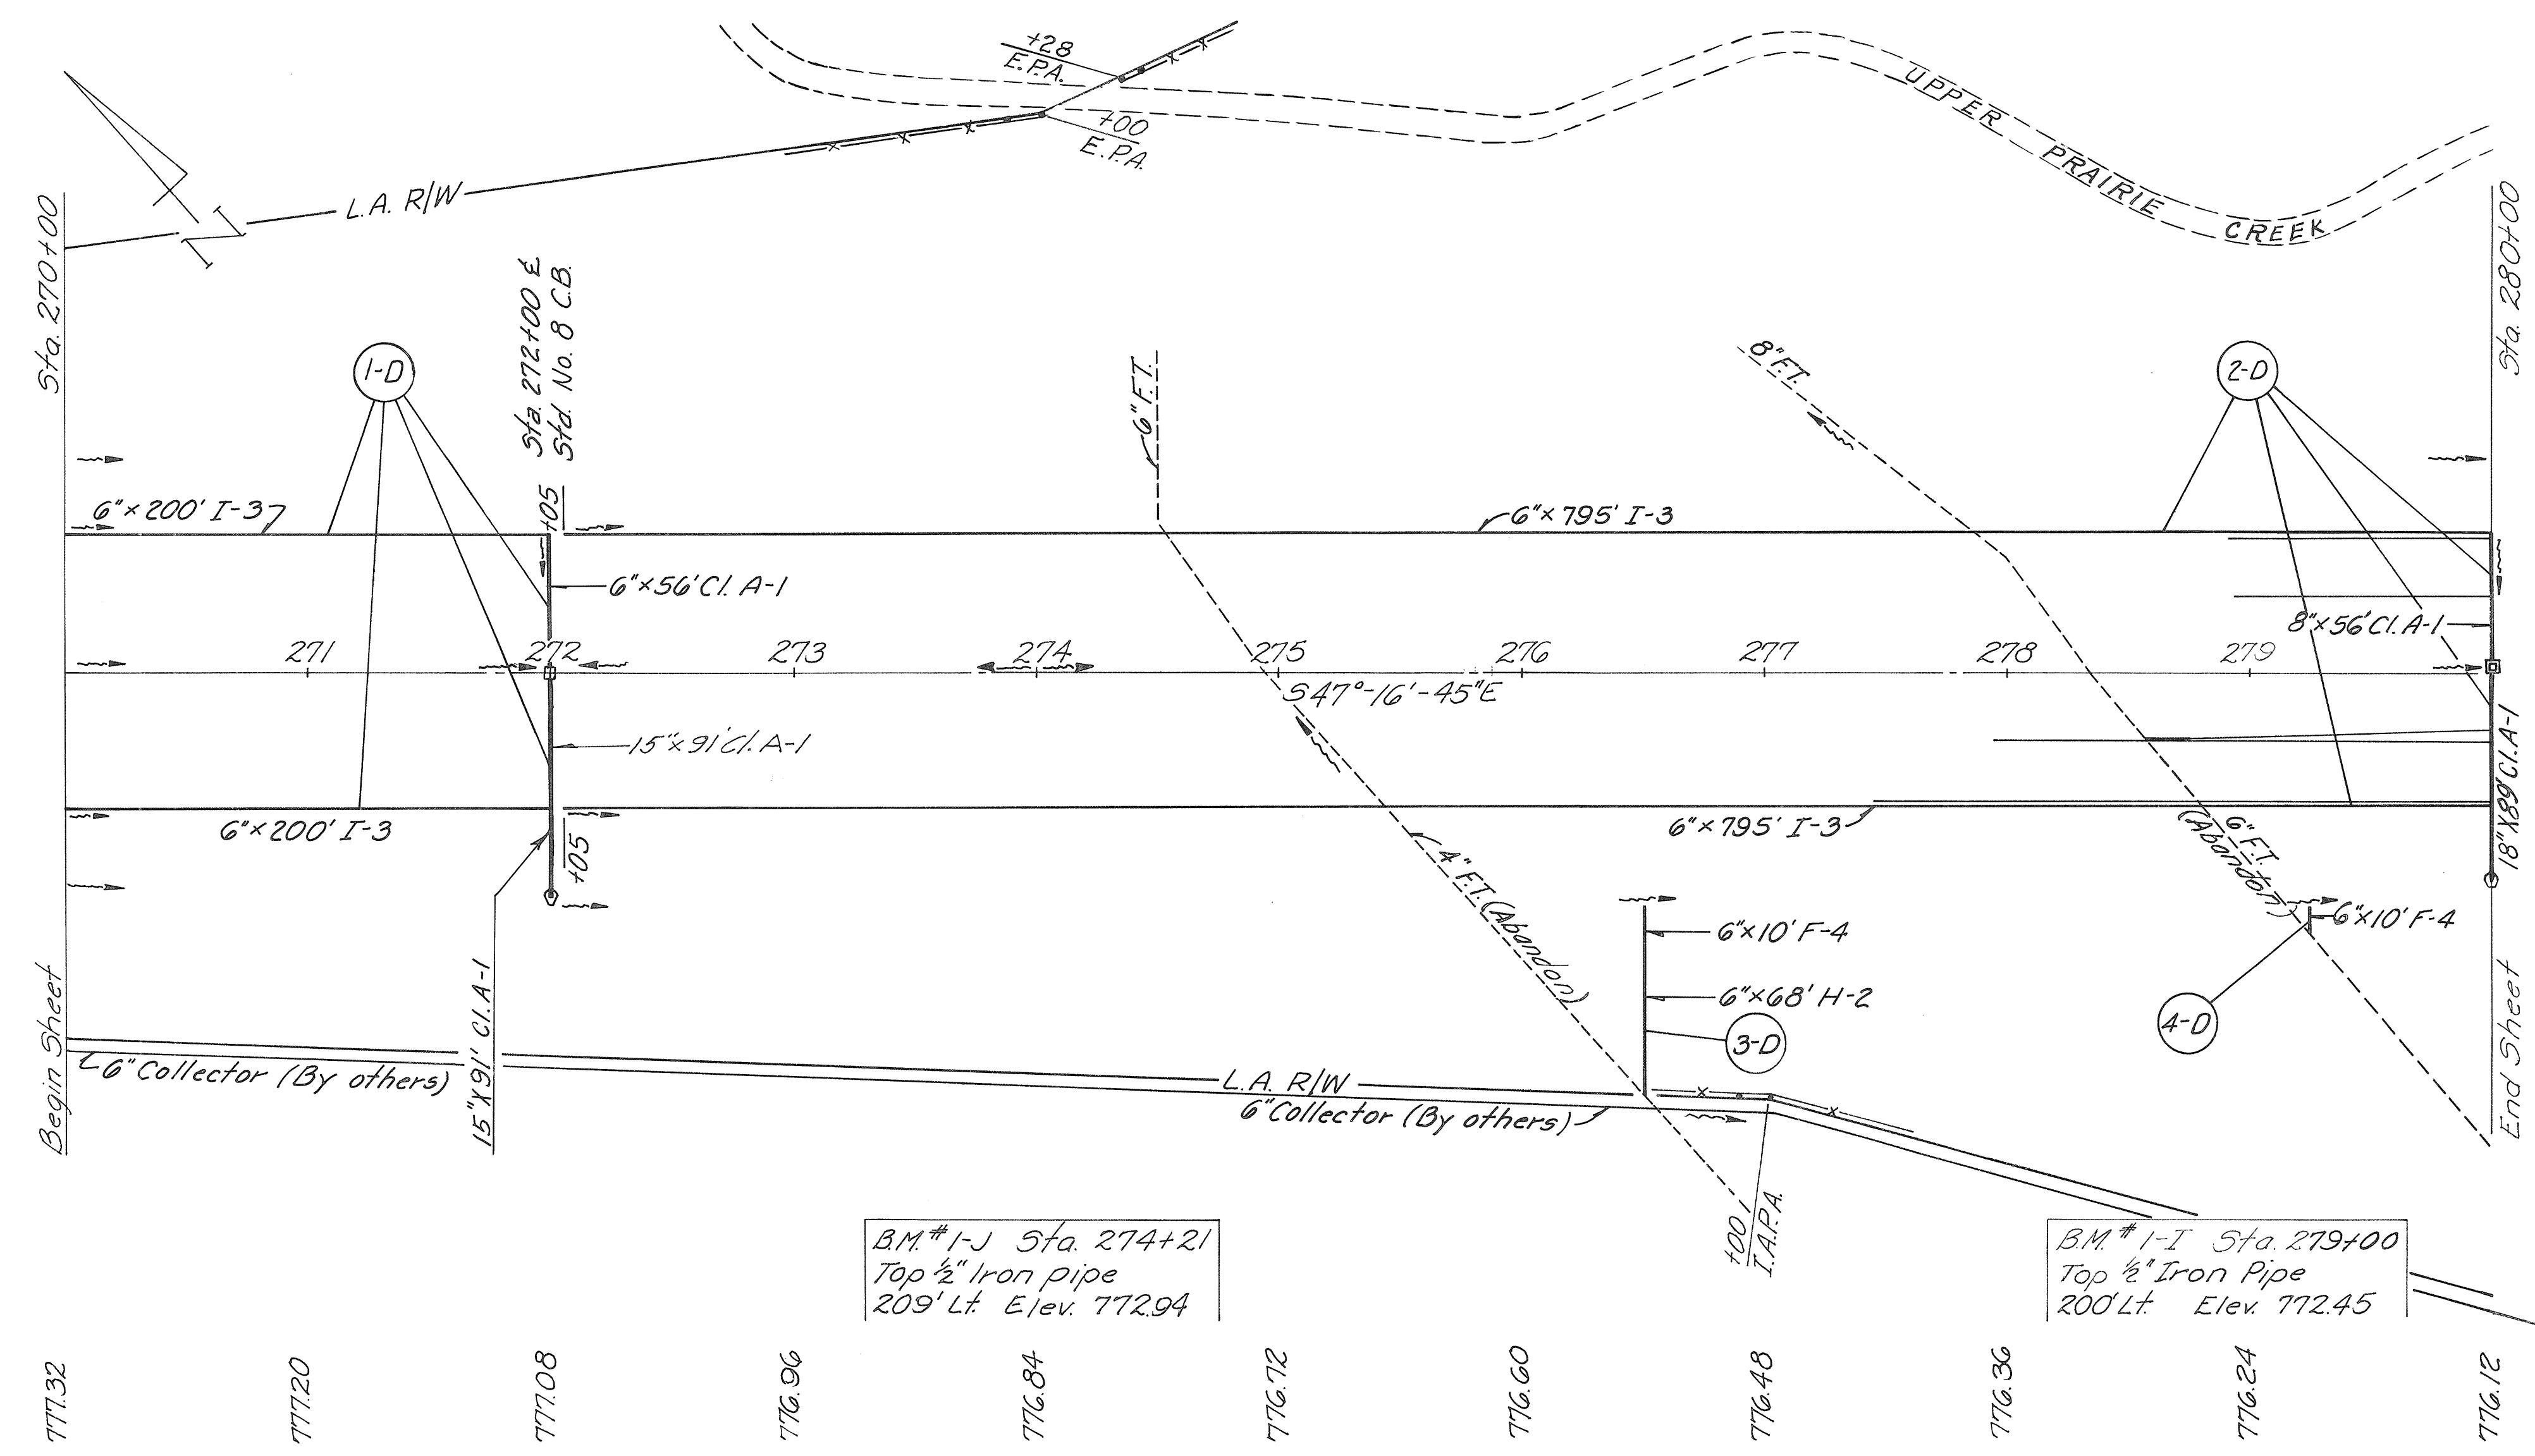 +28
E.P.A.
+00
E.P.A.
UPPER PRAIRIE CREEK
L.A. R/W
N
Sta. 270+00
Sta. 280+00
Sta. 272+00 ⅊
Std. No. 8 C.B.
1-D
2-D
6" F.T.
8" F.T.
6"×200' I-3
+05
6"×795' I-3
6"×56' Cl. A-1
8"×56' Cl. A-1
271
272
273
274
275
276
277
278
279
S47°-16'-45"E
15"×91' Cl. A-1
18"X89' Cl. A-1
6"×200' I-3
+05
6"×795' I-3
6" F.T.
(Abandon)
4" F.T. (Abandon)
6"×10' F-4
6"×10' F-4
6"×68' H-2
3-D
4-D
Begin Sheet
15"X91' Cl. A-1
End Sheet
6" Collector (By others)
L.A. R/W
6" Collector (By others)
+00
I.A.P.A.
B.M. # 1-J Sta. 274+21
Top ½" Iron pipe
209' Lt. Elev. 772.94
B.M. # 1-I Sta. 279+00
Top ½" Iron Pipe
200' Lt. Elev. 772.45
777.32
777.20
777.08
776.96
776.84
776.72
776.60
776.48
776.36
776.24
776.12